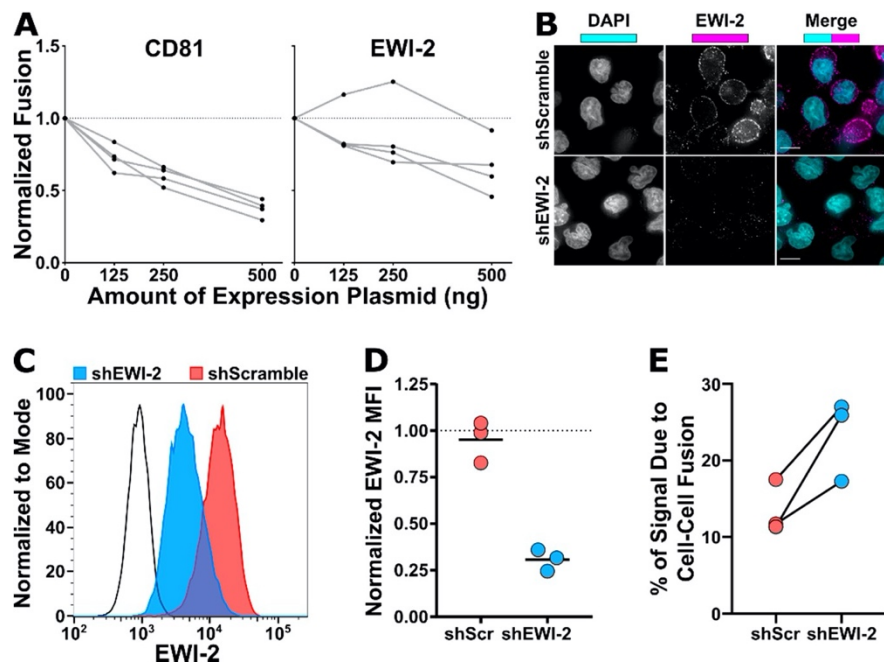 A
CD81
EWI-2
Normalized Fusion
1.5
1.0
0.5
0.0
0
125
250
500
0
125
250
500
Amount of Expression Plasmid (ng)
B
DAPI
EWI-2
Merge
shScramble
shEWI-2
C
shEWI-2
shScramble
Normalized to Mode
100
80
60
40
20
0
10²
10³
10⁴
10⁵
EWI-2
D
Normalized EWI-2 MFI
1.25
1.00
0.75
0.50
0.25
0.00
shScr
shEWI-2
E
% of Signal Due to
Cell-Cell Fusion
30
20
10
0
shScr
shEWI-2